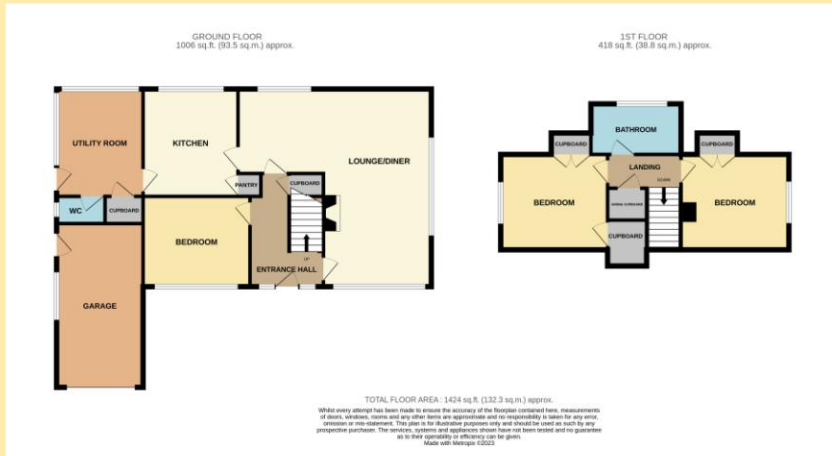 GROUND FLOOR
1006 sq.ft. (93.5 sq.m.) approx.
UTILITY ROOM
KITCHEN
LOUNGE/DINER
PANTRY
CUPBOARD
WC
CUPBOARD
BEDROOM
UP
ENTRANCE HALL
GARAGE
1ST FLOOR
418 sq.ft. (38.8 sq.m.) approx.
BATHROOM
CUPBOARD
CUPBOARD
LANDING
DOWN
BEDROOM
BEDROOM
CUPBOARD
CUPBOARD
TOTAL FLOOR AREA : 1424 sq.ft. (132.3 sq.m.) approx.
Whilst every attempt has been made to ensure the accuracy of the floorplan contained here, measurements
of doors, windows, rooms and any other items are approximate and no responsibility is taken for any error,
omission or mis-statement. This plan is for illustrative purposes only and should be used as such by any
prospective purchaser. The services, systems and appliances shown have not been tested and no guarantee
as to their operability or efficiency can be given.
Made with Metropix ©2023